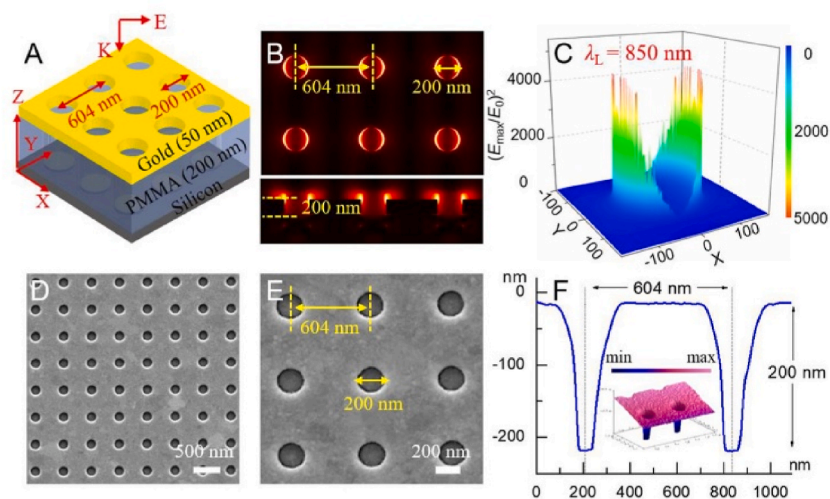 A
E
K
Z
604 nm
200 nm
Y
X
Gold (50 nm)
PMMA (200 nm)
Silicon
B
604 nm
200 nm
200 nm
C
λL = 850 nm
(Emax/E0)²
4000
2000
0
-100
0
100
Y
-100
0
100
X
0
2000
5000
D
500 nm
E
604 nm
200 nm
200 nm
F
nm
0
-100
-200
604 nm
min
max
200 nm
nm
0
200
400
600
800
1000